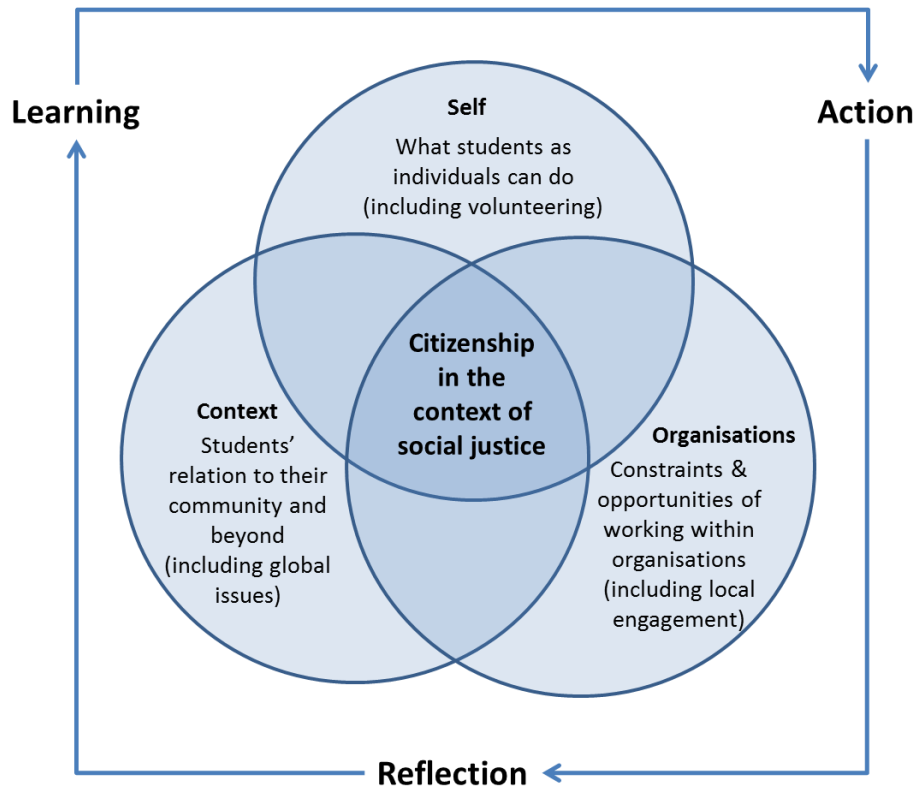 Learning
Action
Self
What students as
individuals can do
(including volunteering)
Citizenship
in the
context of
social justice
Context
Students’
relation to their
community and
beyond
(including global
issues)
Organisations
Constraints &
opportunities of
working within
organisations
(including local
engagement)
Reflection